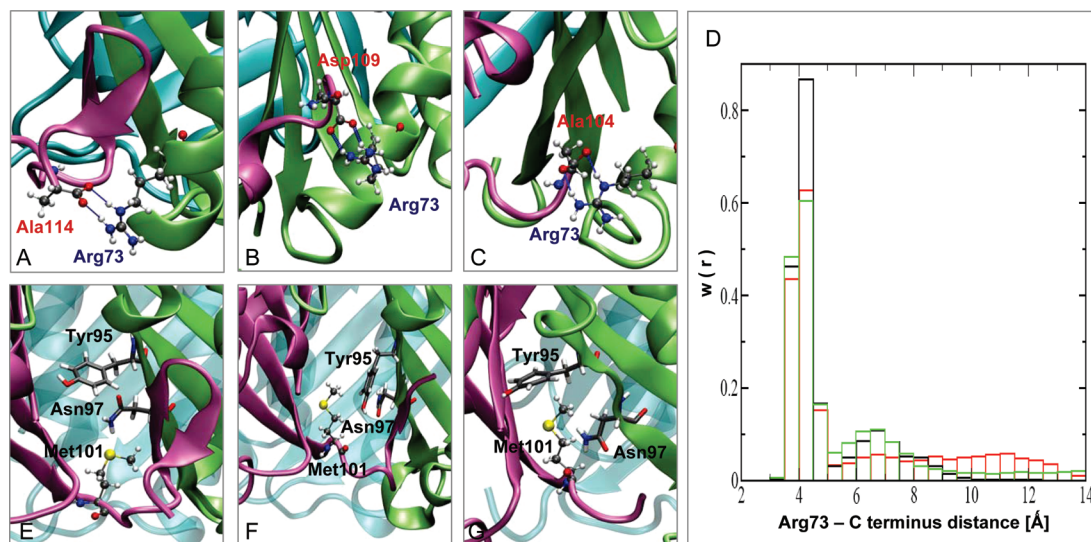 Ala114
Arg73
A
Asp109
Arg73
B
Ala104
Arg73
C
D
w ( r )
0.8
0.6
0.4
0.2
0
2
4
6
8
10
12
14
Arg73 – C terminus distance [Ǻ]
Tyr95
Asn97
Met101
E
Tyr95
Asn97
Met101
F
Tyr95
Asn97
Met101
G